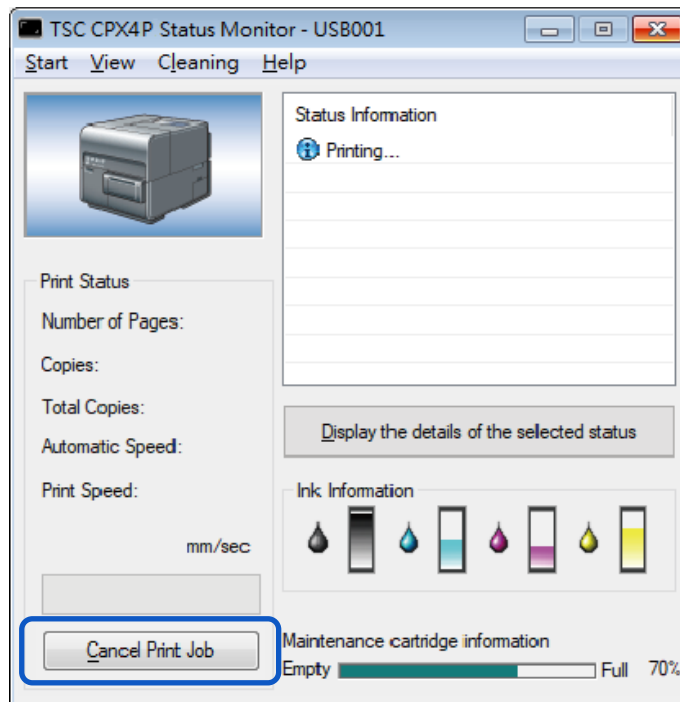 TSC CPX4P Status Monitor - USB001
Start View Cleaning Help
Status Information
Printing...
Print Status
Number of Pages:
Copies:
Total Copies:
Automatic Speed:
Print Speed:
mm/sec
Cancel Print Job
Display the details of the selected status
Ink Information
Maintenance cartridge information
Empty Full 70%